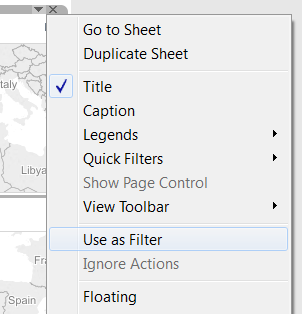 Go to Sheet
Duplicate Sheet
Title
Caption
Legends
Quick Filters
Show Page Control
View Toolbar
Use as Filter
Ignore Actions
Floating
Italy
Libya
Fra
Spain